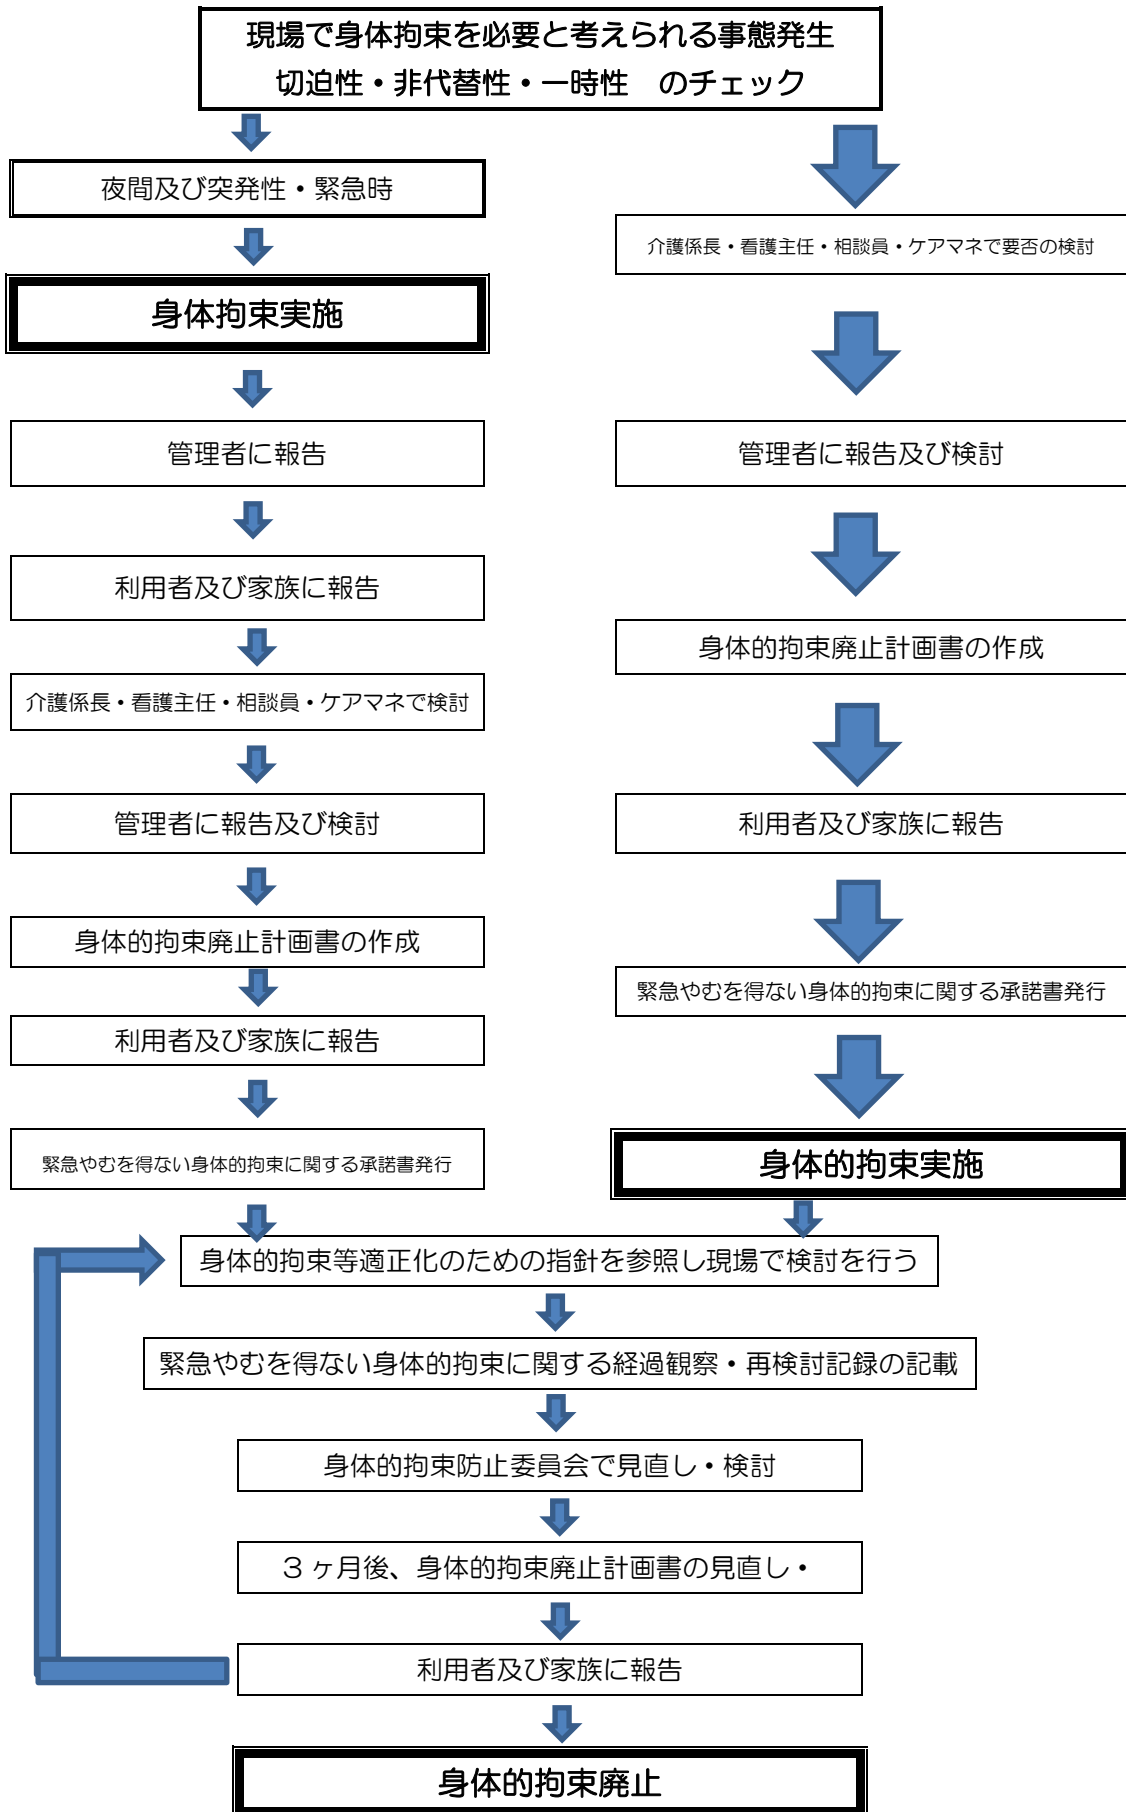 現場で身体拘束を必要と考えられる事態発生
切迫性・非代替性・一時性　のチェック
夜間及び突発性・緊急時
身体拘束実施
管理者に報告
利用者及び家族に報告
介護係長・看護主任・相談員・ケアマネで検討
管理者に報告及び検討
身体的拘束廃止計画書の作成
利用者及び家族に報告
緊急やむを得ない身体的拘束に関する承諾書発行
介護係長・看護主任・相談員・ケアマネで要否の検討
管理者に報告及び検討
身体的拘束廃止計画書の作成
利用者及び家族に報告
緊急やむを得ない身体的拘束に関する承諾書発行
身体的拘束実施
身体的拘束等適正化のための指針を参照し現場で検討を行う
緊急やむを得ない身体的拘束に関する経過観察・再検討記録の記載
身体的拘束防止委員会で見直し・検討
３ヶ月後、身体的拘束廃止計画書の見直し・
利用者及び家族に報告
身体的拘束廃止